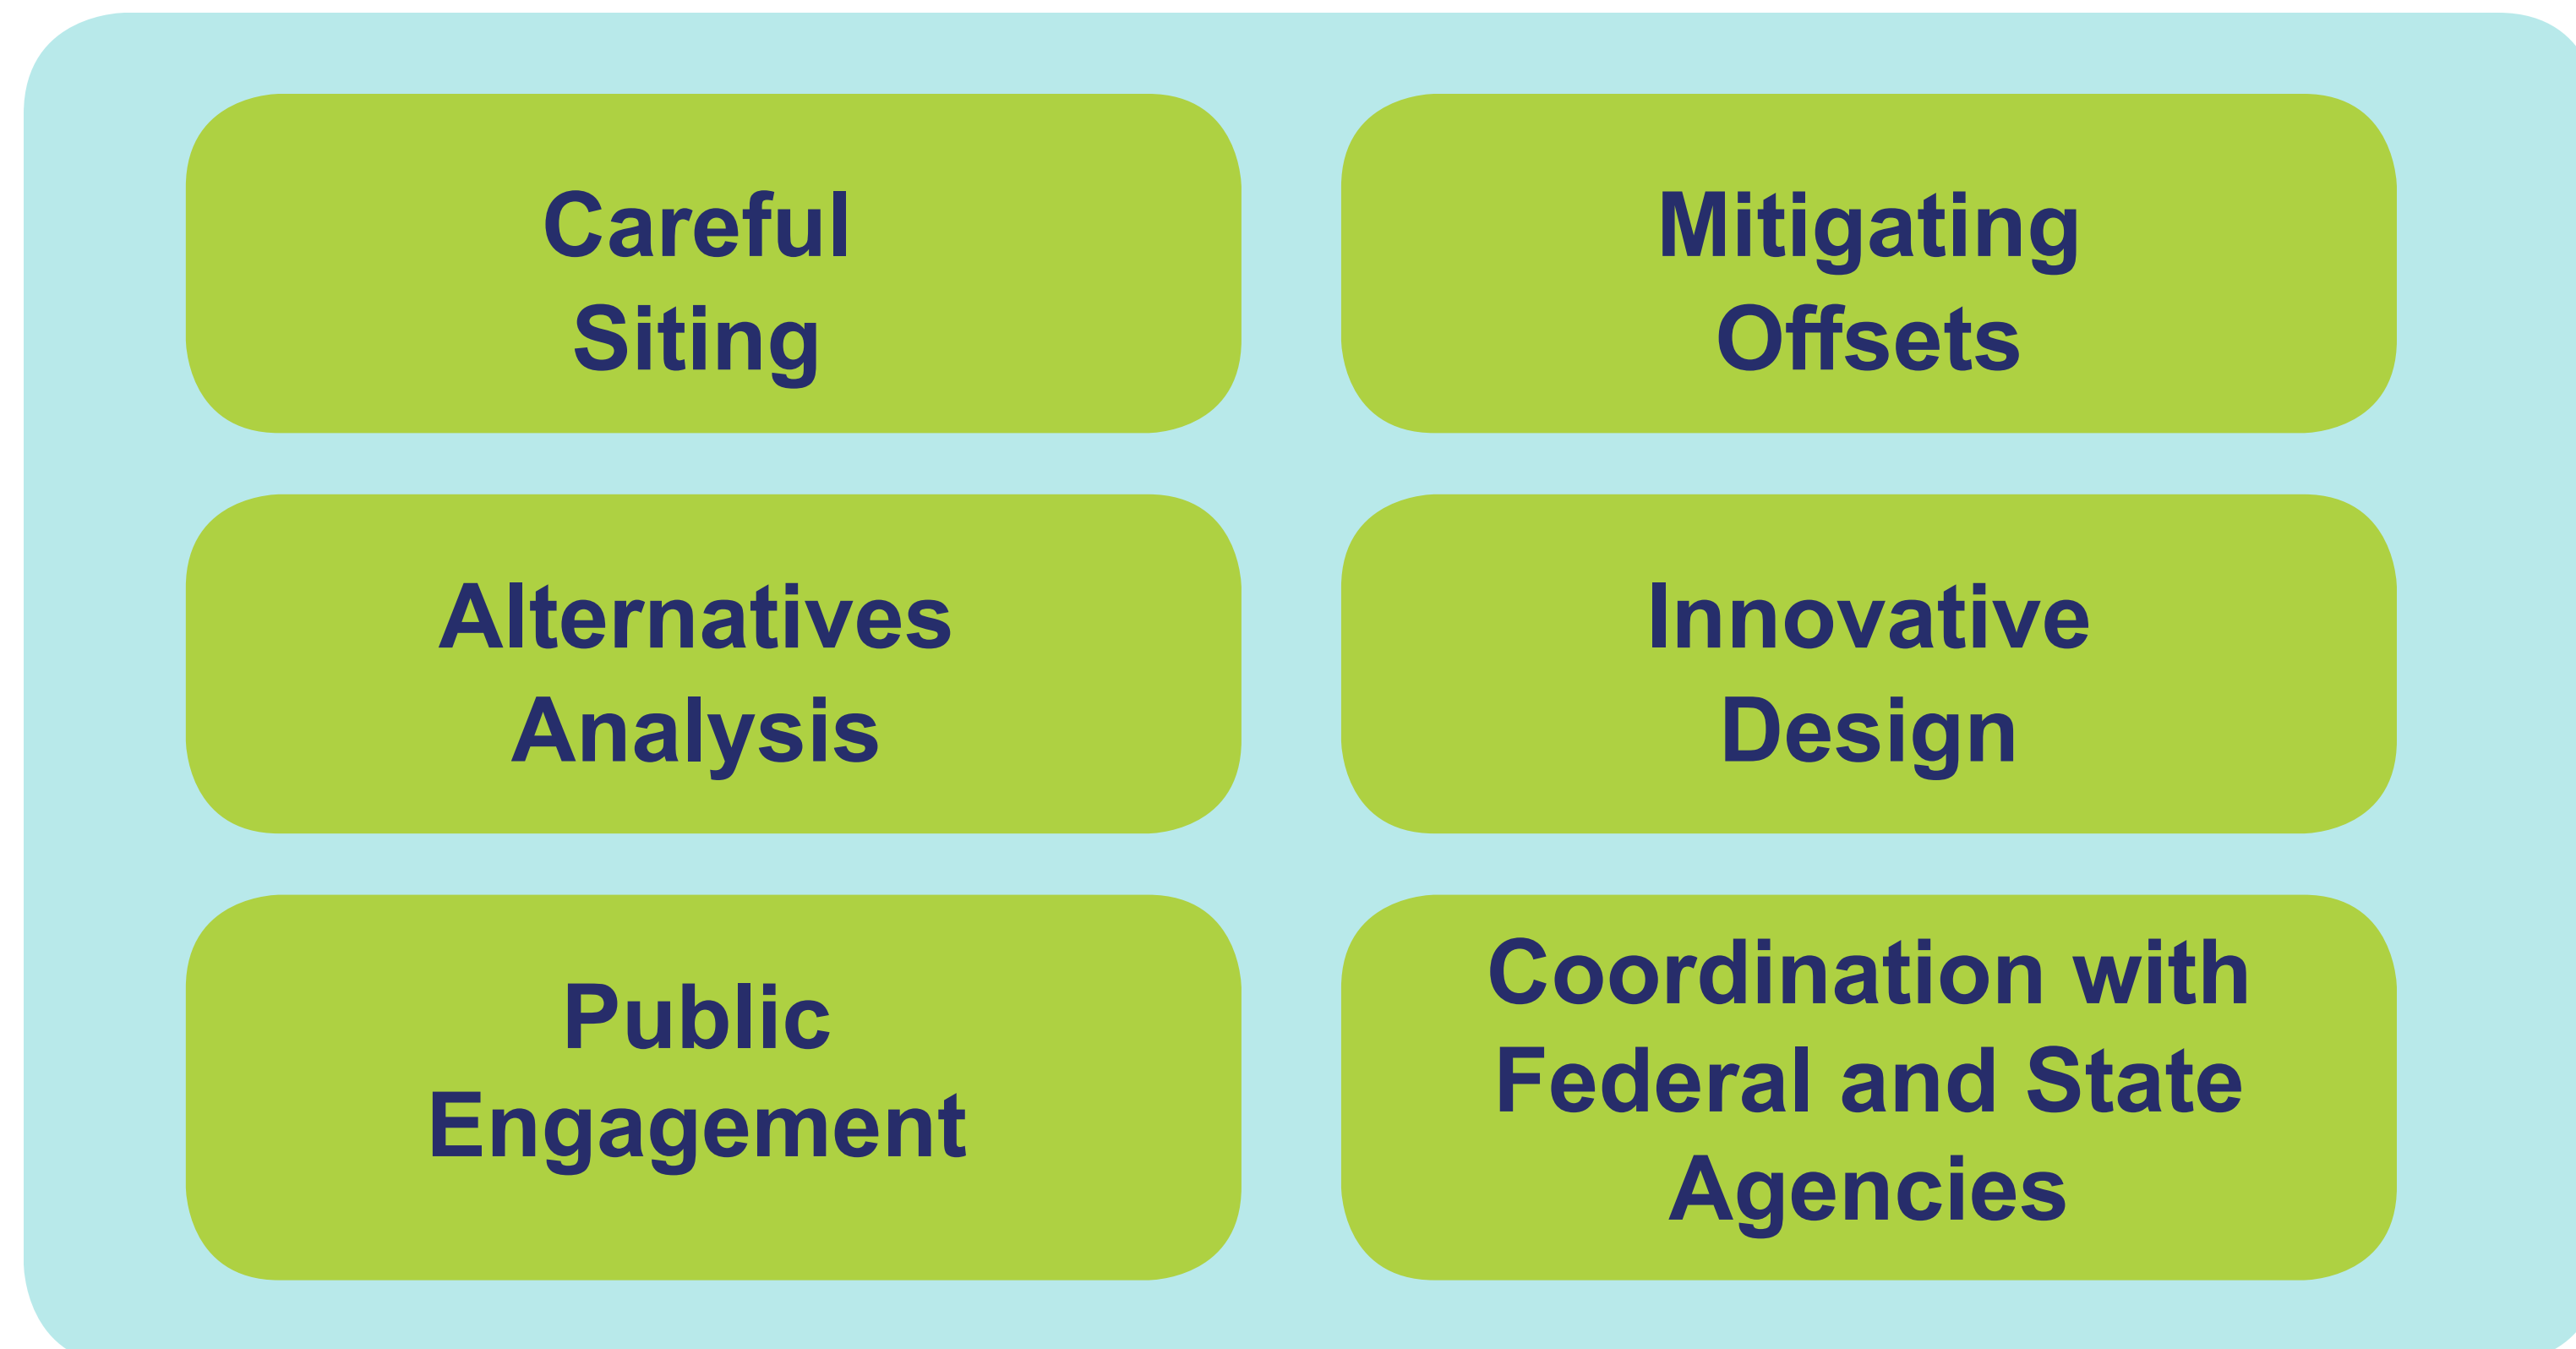 Careful
Siting
Mitigating
Offsets
Alternatives
Analysis
Innovative
Design
Public
Engagement
Coordination with
Federal and State
Agencies